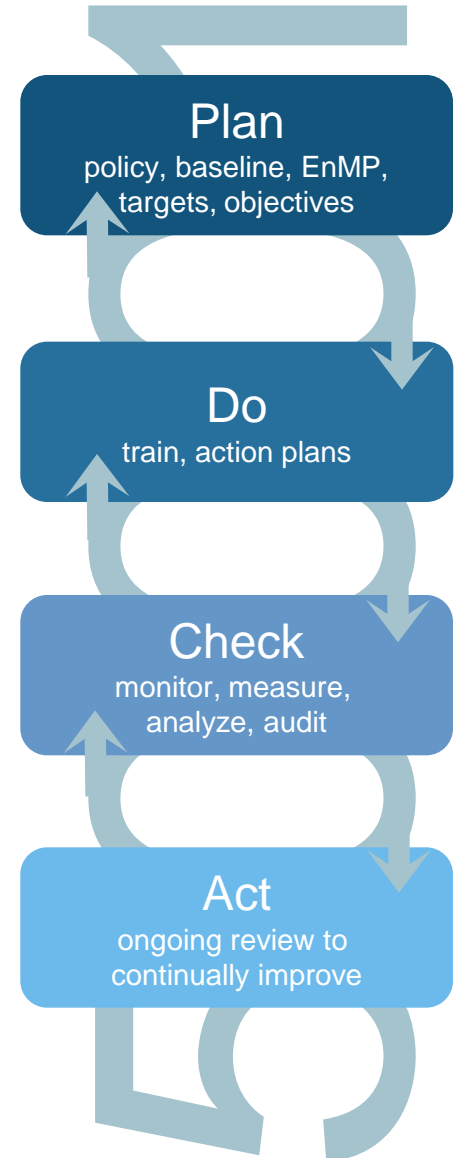 Plan
policy, baseline, EnMP,
targets, objectives
Do
train, action plans
Check
monitor, measure,
analyze, audit
Act
ongoing review to
continually improve
50001